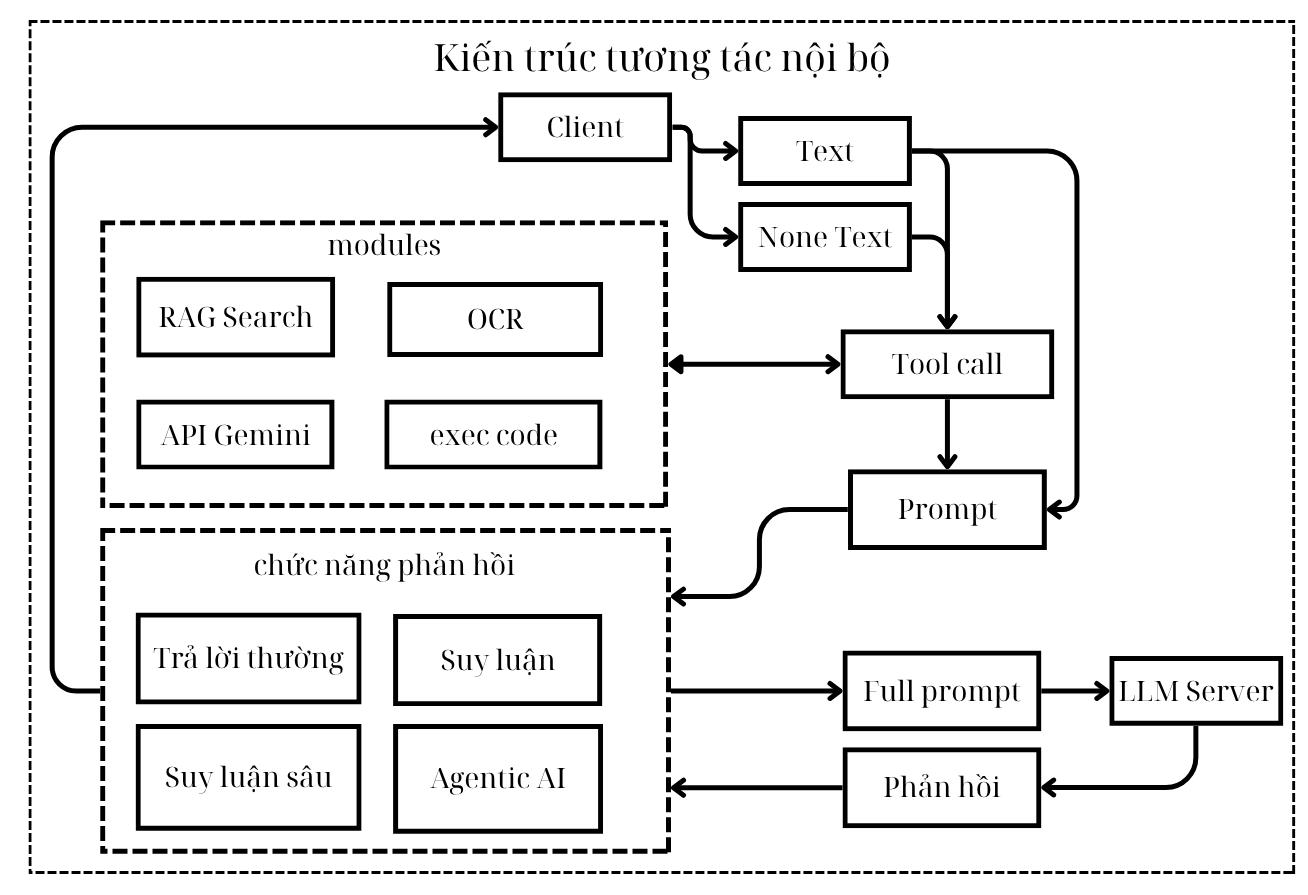 Kiến trúc tương tác nội bộ
Client
Text
None Text
modules
RAG Search
OCR
API Gemini
exec code
Tool call
Prompt
chức năng phản hồi
Trả lời thường
Suy luận
Suy luận sâu
Agentic AI
Full prompt
LLM Server
Phản hồi